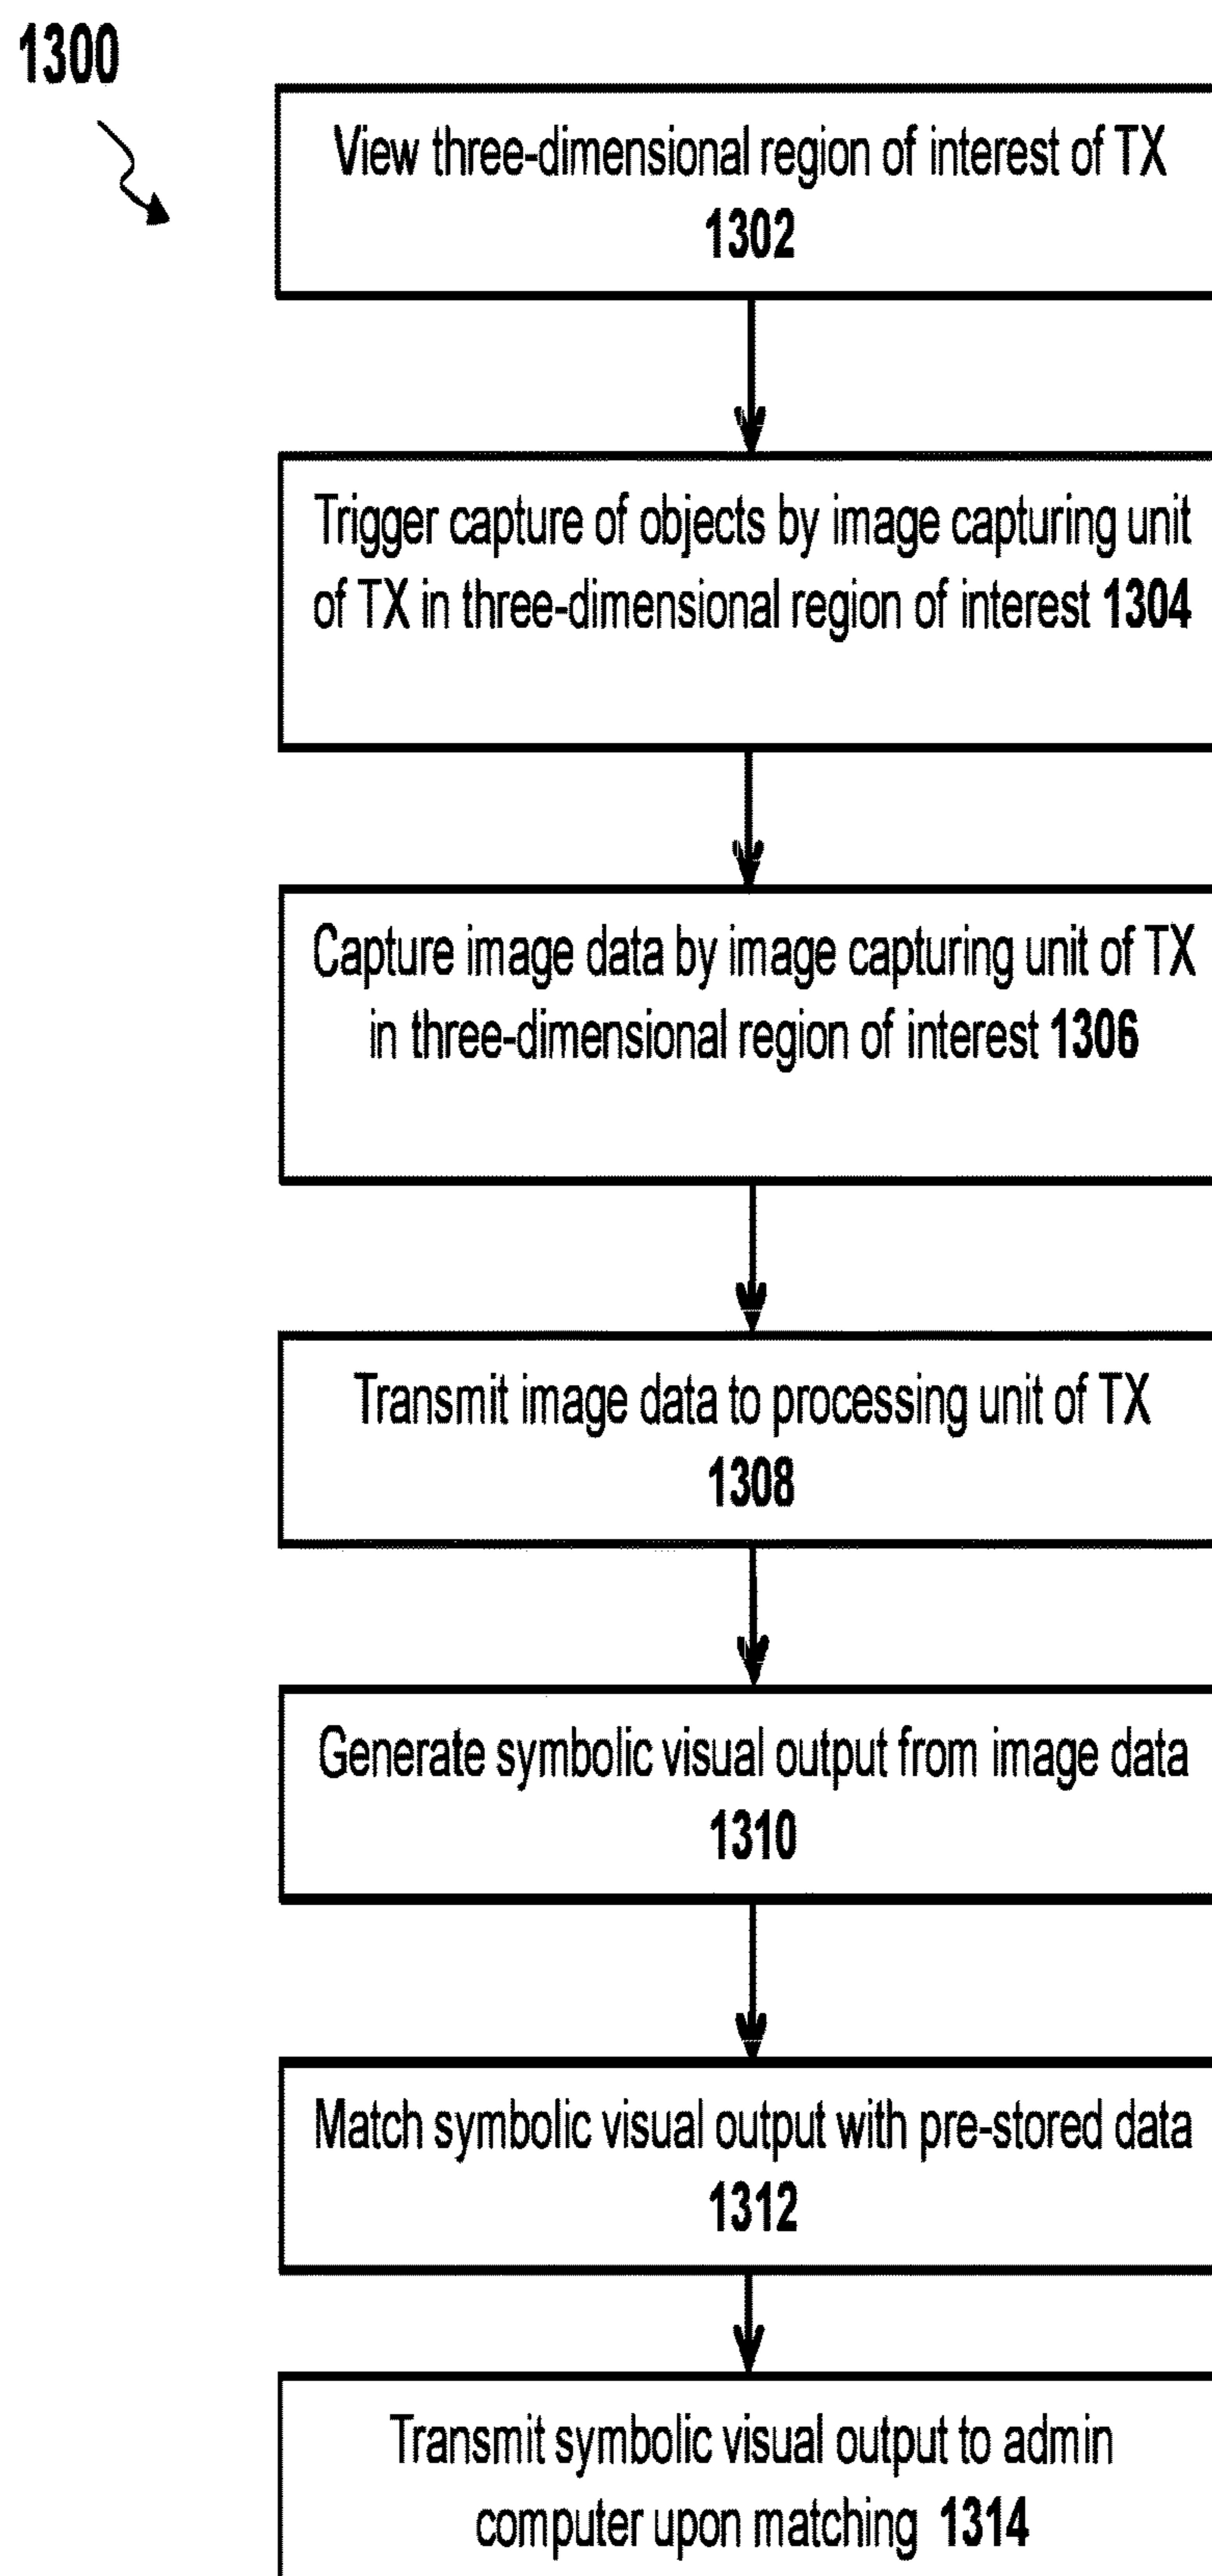 1300
View three-dimensional region of interest of TX
1302
Trigger capture of objects by image capturing unit
of TX in three-dimensional region of interest 1304
Capture image data by image capturing unit of TX
in three-dimensional region of interest 1306
Transmit image data to processing unit of TX
1308
Generate symbolic visual output from image data
1310
Match symbolic visual output with pre-stored data
1312
Transmit symbolic visual output to admin
computer upon matching 1314